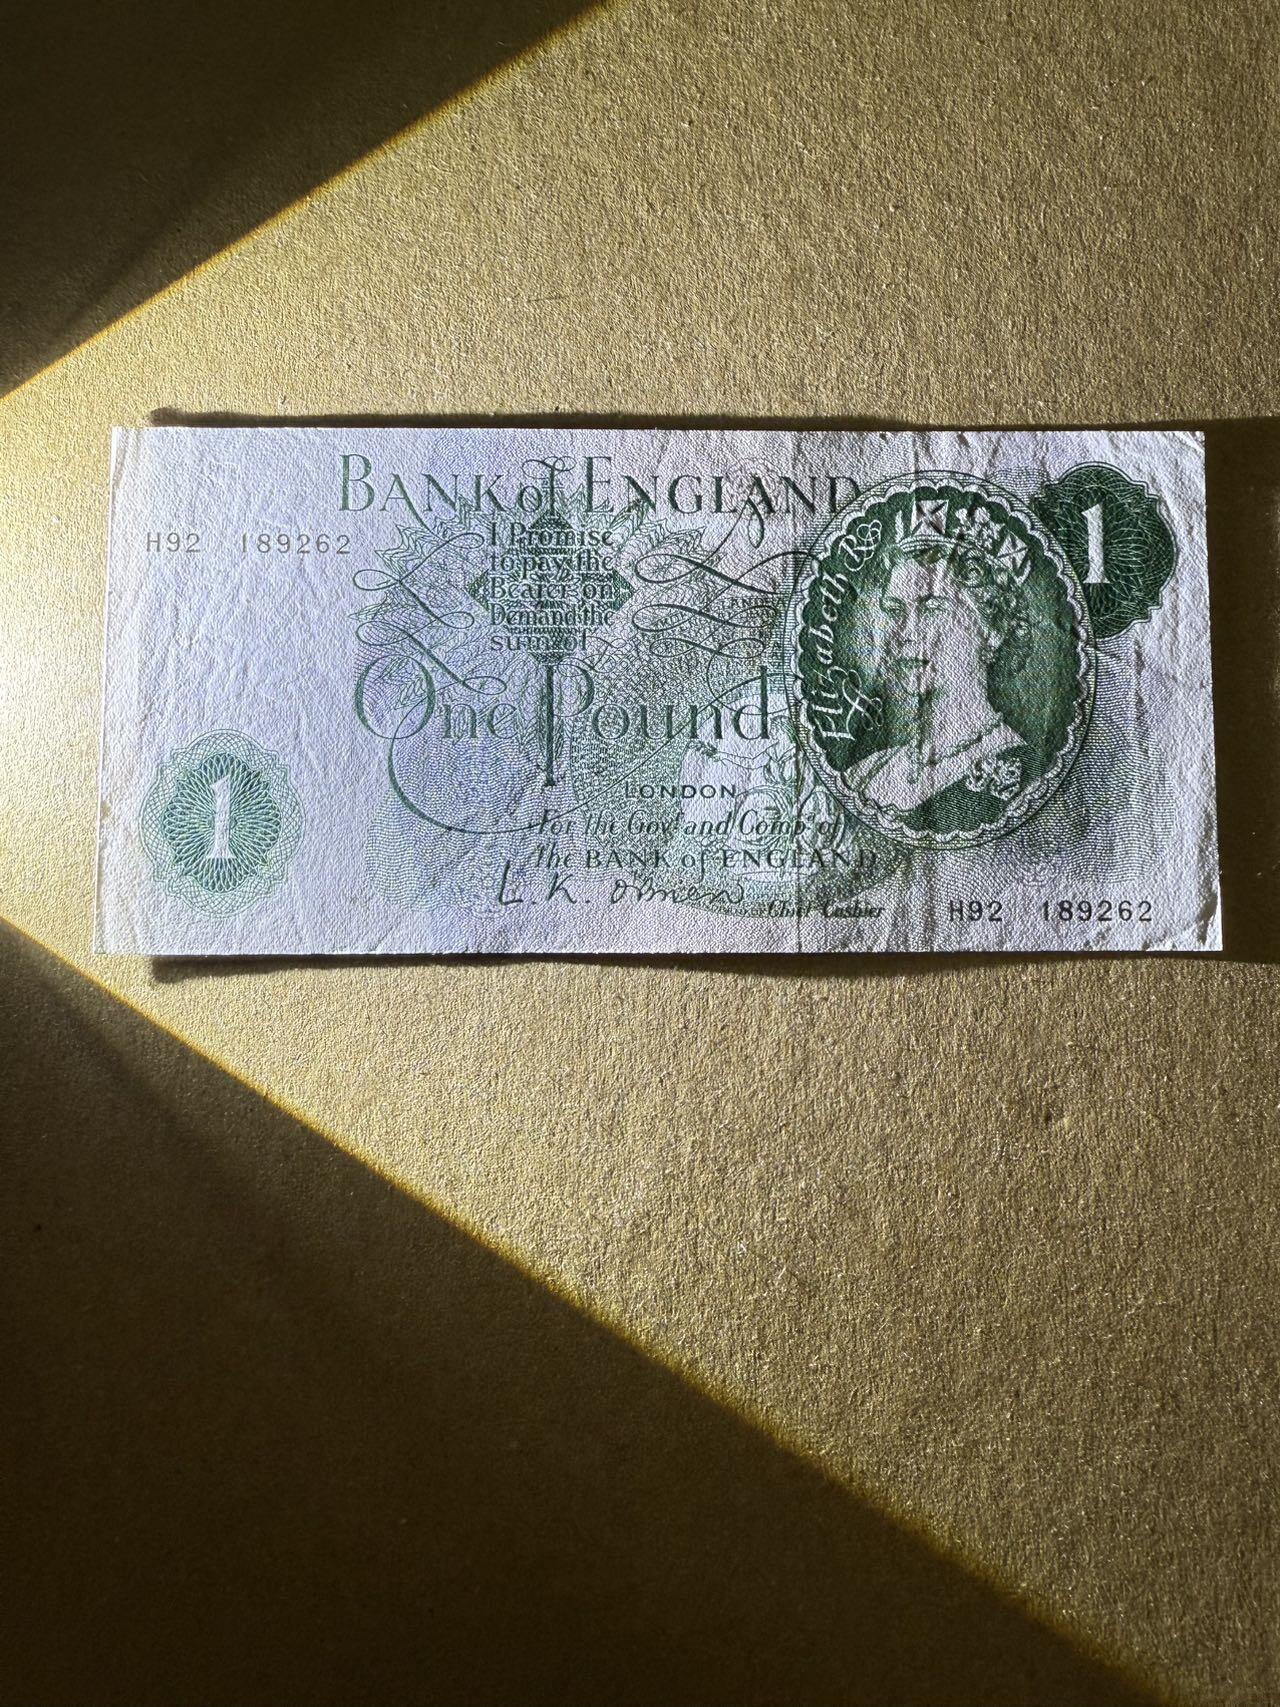 BANK of ENGLAND
H92 189262
I Promise
to pay the
Bearer on
Demand the
sum of
One Pound
1
Elizabeth R
1
LONDON
For the Govr and Compa of
the BANK of ENGLAND
L. K. O'Brien
Chief Cashier
H92 189262